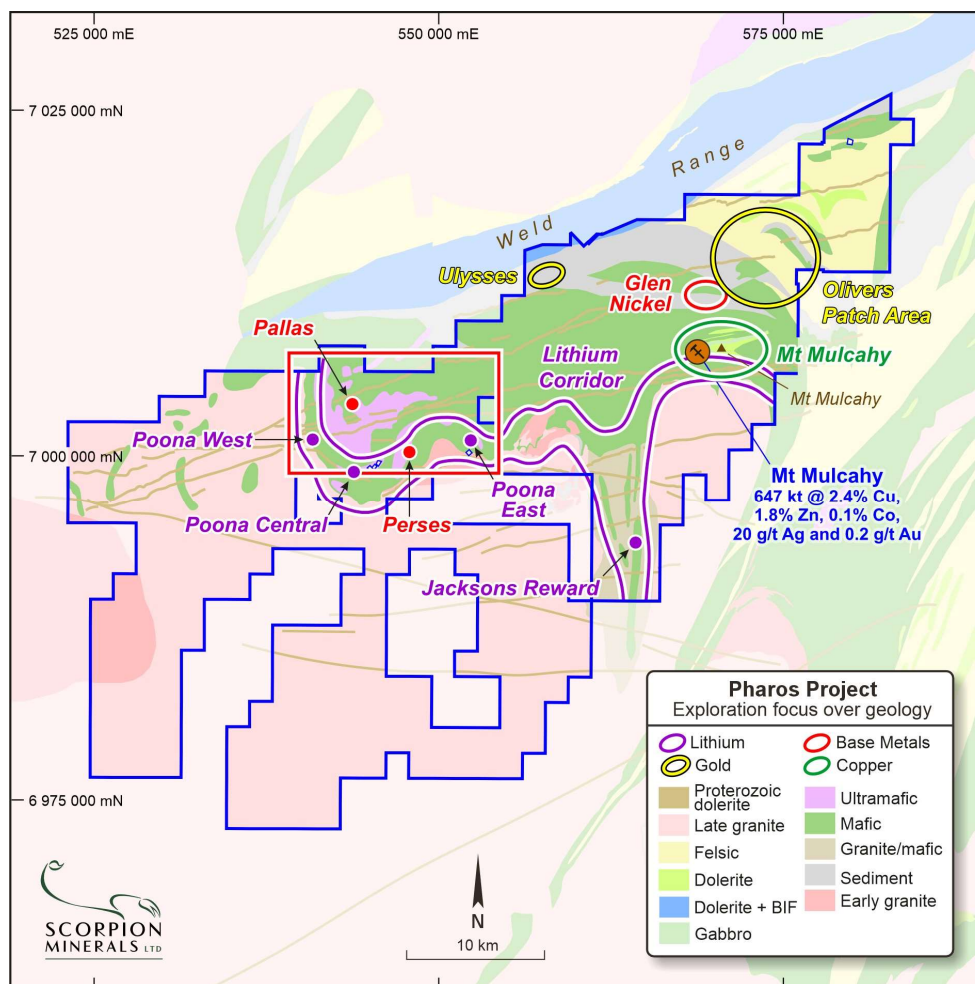 525 000 mE
550 000 mE
575 000 mE
7 025 000 mN
7 000 000 mN
6 975 000 mN
Weld Range
Ulysses
Glen
Nickel
Olivers
Patch Area
Pallas
Lithium
Corridor
Mt Mulcahy
Mt Mulcahy
Poona West
Poona Central
Perses
Poona
East
Mt Mulcahy
647 kt @ 2.4% Cu,
1.8% Zn, 0.1% Co,
20 g/t Ag and 0.2 g/t Au
Jacksons Reward
Pharos Project
Exploration focus over geology
Lithium
Base Metals
Gold
Copper
Proterozoic
dolerite
Ultramafic
Late granite
Mafic
Felsic
Granite/mafic
Dolerite
Sediment
Dolerite + BIF
Early granite
Gabbro
N
10 km
SCORPION
MINERALS LTD